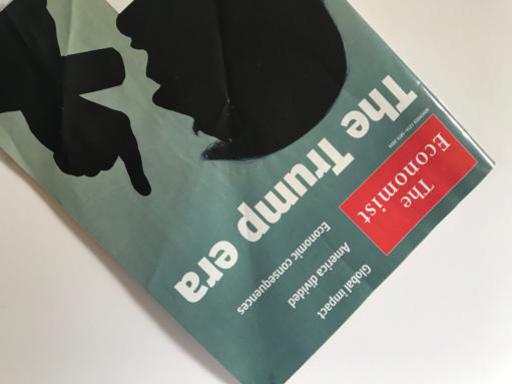 The
Economist
Global impact
America divided
Economic consequences
The Trump era